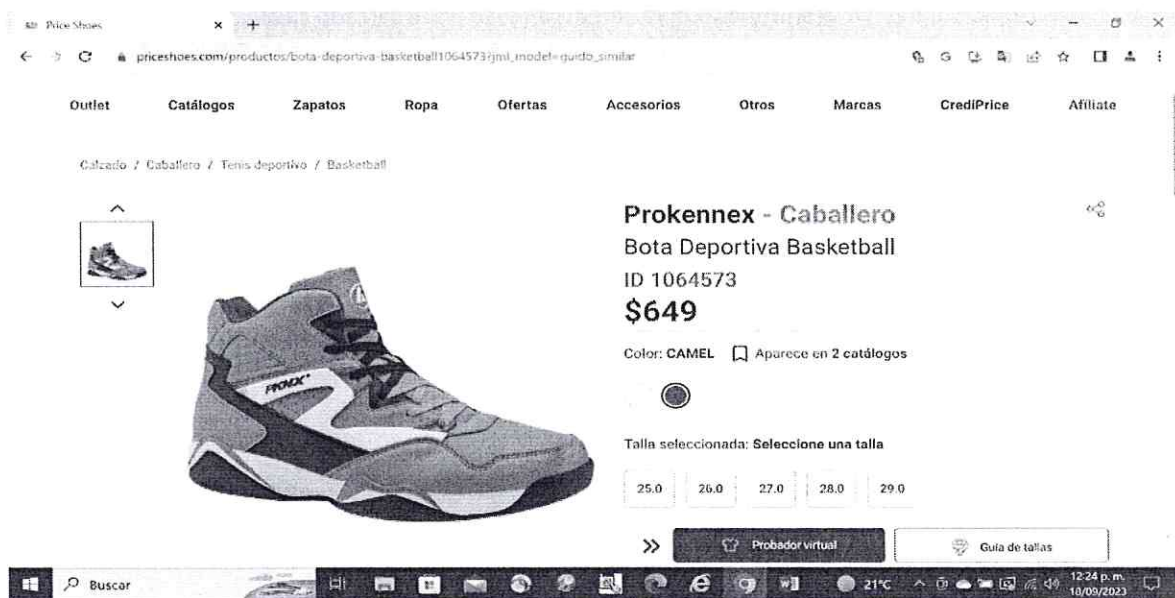 Price Shoes
priceshoes.com/productos/bota-deportiva-basketball1064573?jml_model=guido_similar
Outlet Catálogos Zapatos Ropa Ofertas Accesorios Otros Marcas CrediPrice Afíliate
Calzado / Caballero / Tenis deportivo / Basketball
Prokennex - Caballero
Bota Deportiva Basketball
ID 1064573
$649
Color: CAMEL Aparece en 2 catálogos
PROKNX
Talla seleccionada: Seleccione una talla
25.0 26.0 27.0 28.0 29.0
Probador virtual Guía de tallas
Buscar 21°C 12:24 p. m.
18/09/2023